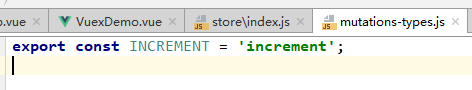 o.vue × VuexDemo.vue × store\index.js × mutations-types.js ×
export const INCREMENT = 'increment';